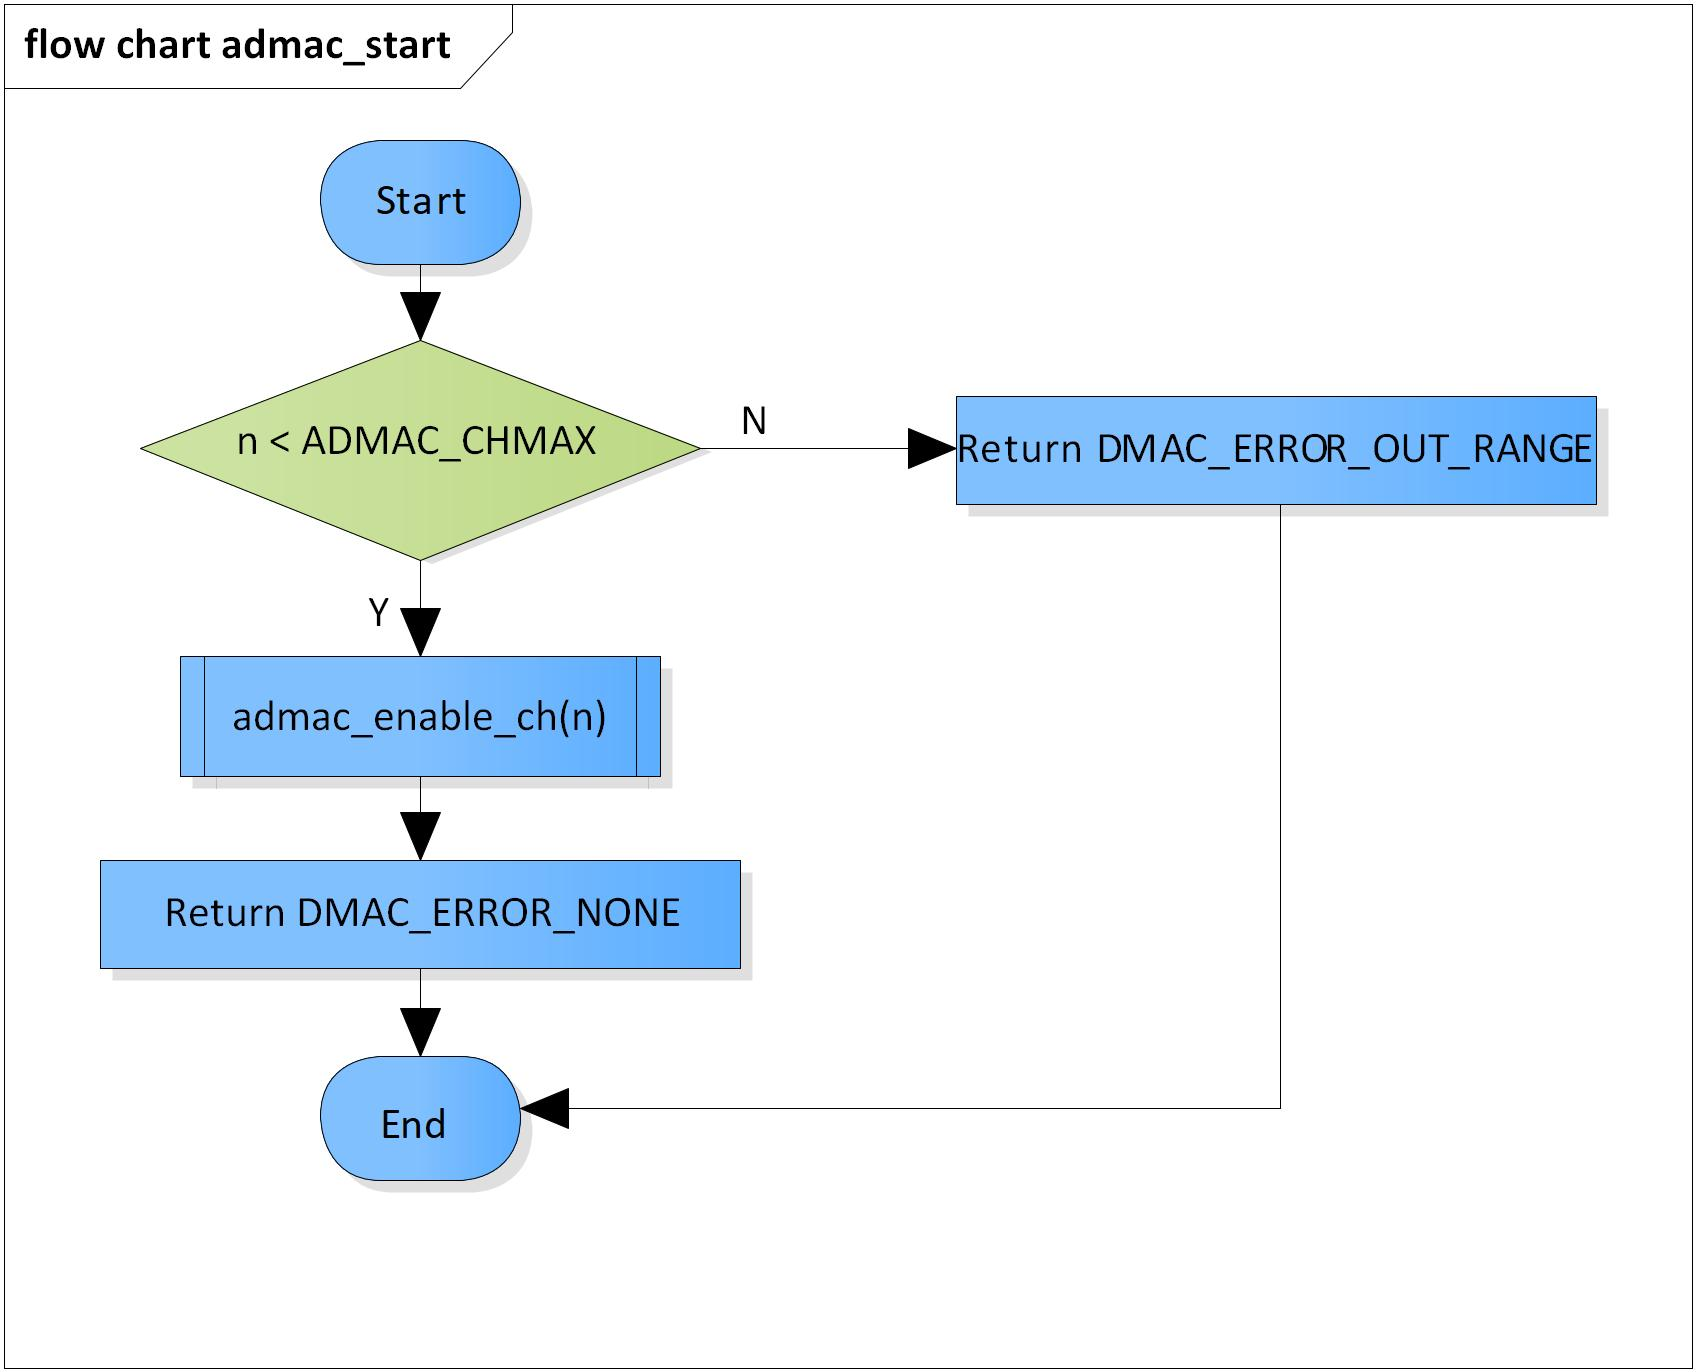 flow chart admac_start
Start
n < ADMAC_CHMAX
N
Return DMAC_ERROR_OUT_RANGE
Y
admac_enable_ch(n)
Return DMAC_ERROR_NONE
End